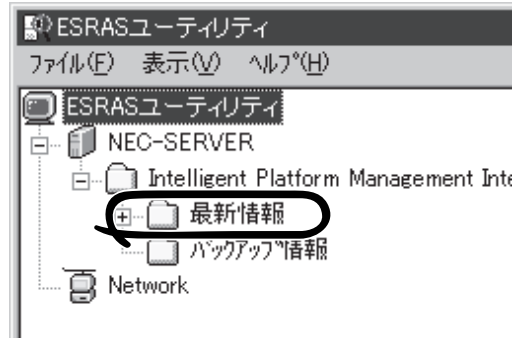 ESRASユーティリティ
ファイル(F) 表示(V) ヘルプ(H)
ESRASユーティリティ
NEC-SERVER
Intelligent Platform Management Inte
最新情報
バックアップ情報
Network